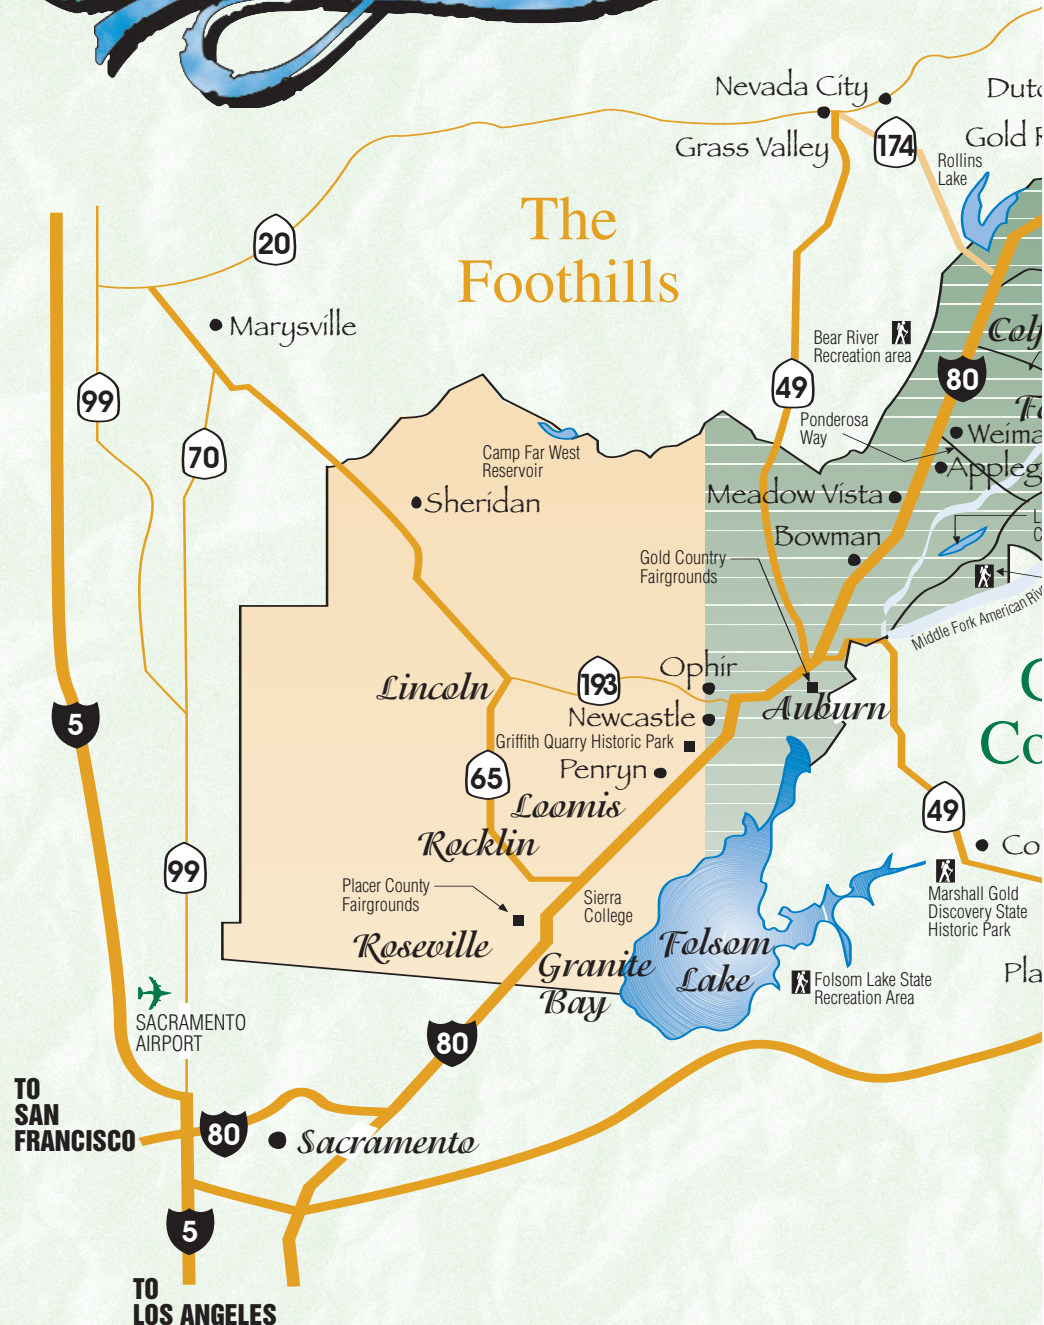 Nevada City
Grass Valley
174
Rollins
Lake
The
Foothills
20
Marysville
Bear River
Recreation area
49
80
99
70
Ponderosa
Way
Camp Far West
Reservoir
Sheridan
Meadow Vista
Bowman
Gold Country
Fairgrounds
Middle Fork American
Lincoln
193
Ophir
Auburn
Newcastle
Griffith Quarry Historic Park
5
65
Penryn
Loomis
Rocklin
49
99
Placer County
Fairgrounds
Sierra
College
Roseville
Granite
Bay
Folsom
Lake
Marshall Gold
Discovery State
Historic Park
Folsom Lake State
Recreation Area
SACRAMENTO
AIRPORT
80
TO
SAN
FRANCISCO
80
Sacramento
5
TO
LOS ANGELES